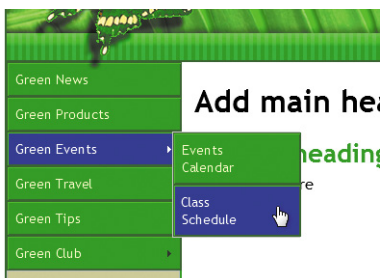 Green News
Green Products
Green Events
Green Travel
Green Tips
Green Club
Events
Calendar
Class
Schedule
Add main hea
heading
re